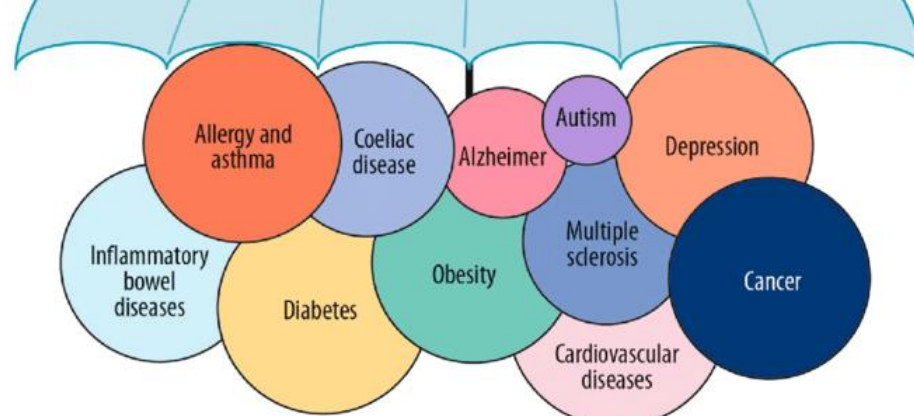 Allergy and
asthma
Coeliac
disease
Alzheimer
Autism
Depression
Inflammatory
bowel
diseases
Diabetes
Obesity
Multiple
sclerosis
Cancer
Cardiovascular
diseases